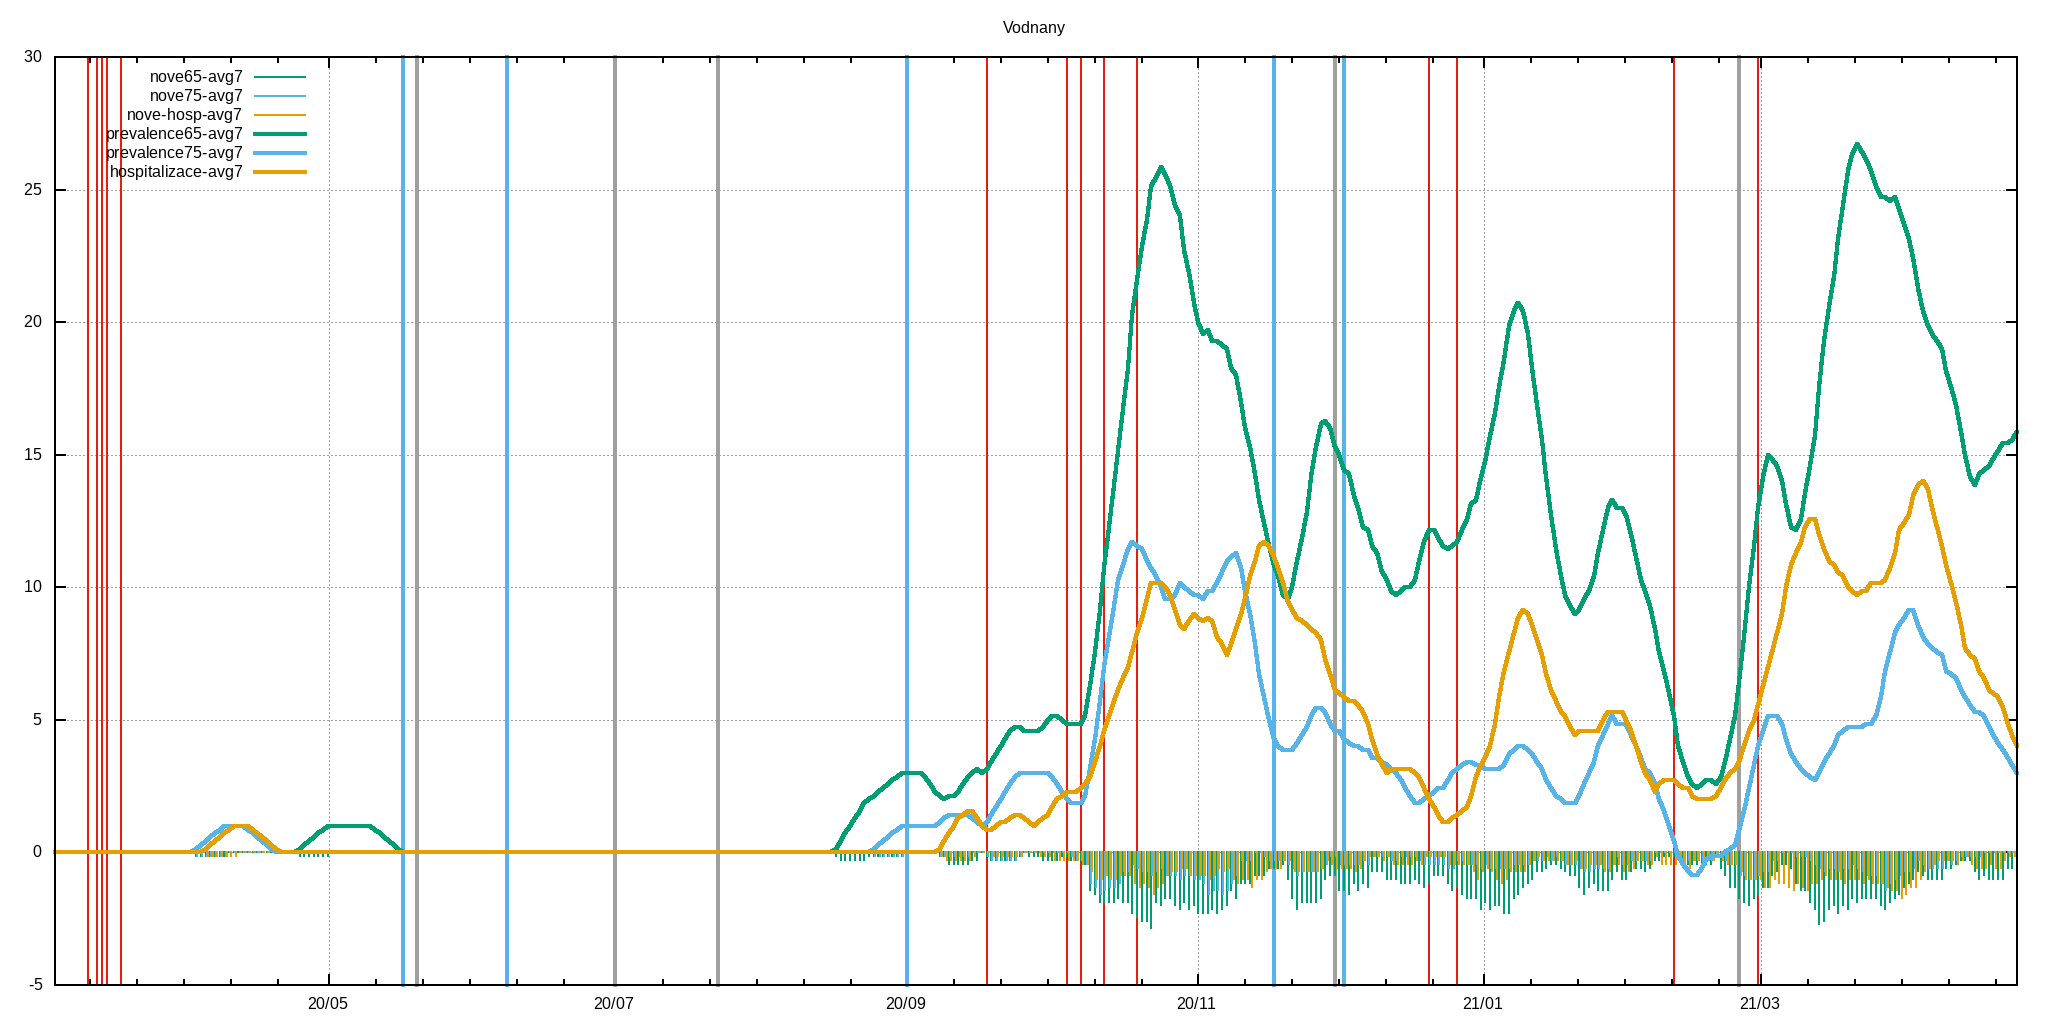 Vodnany
30
nove65-avg7
nove75-avg7
nove-hosp-avg7
prevalence65-avg7
prevalence75-avg7
hospitalizace-avg7
25
20
15
10
5
0
-5
20/05
20/07
20/09
20/11
21/01
21/03